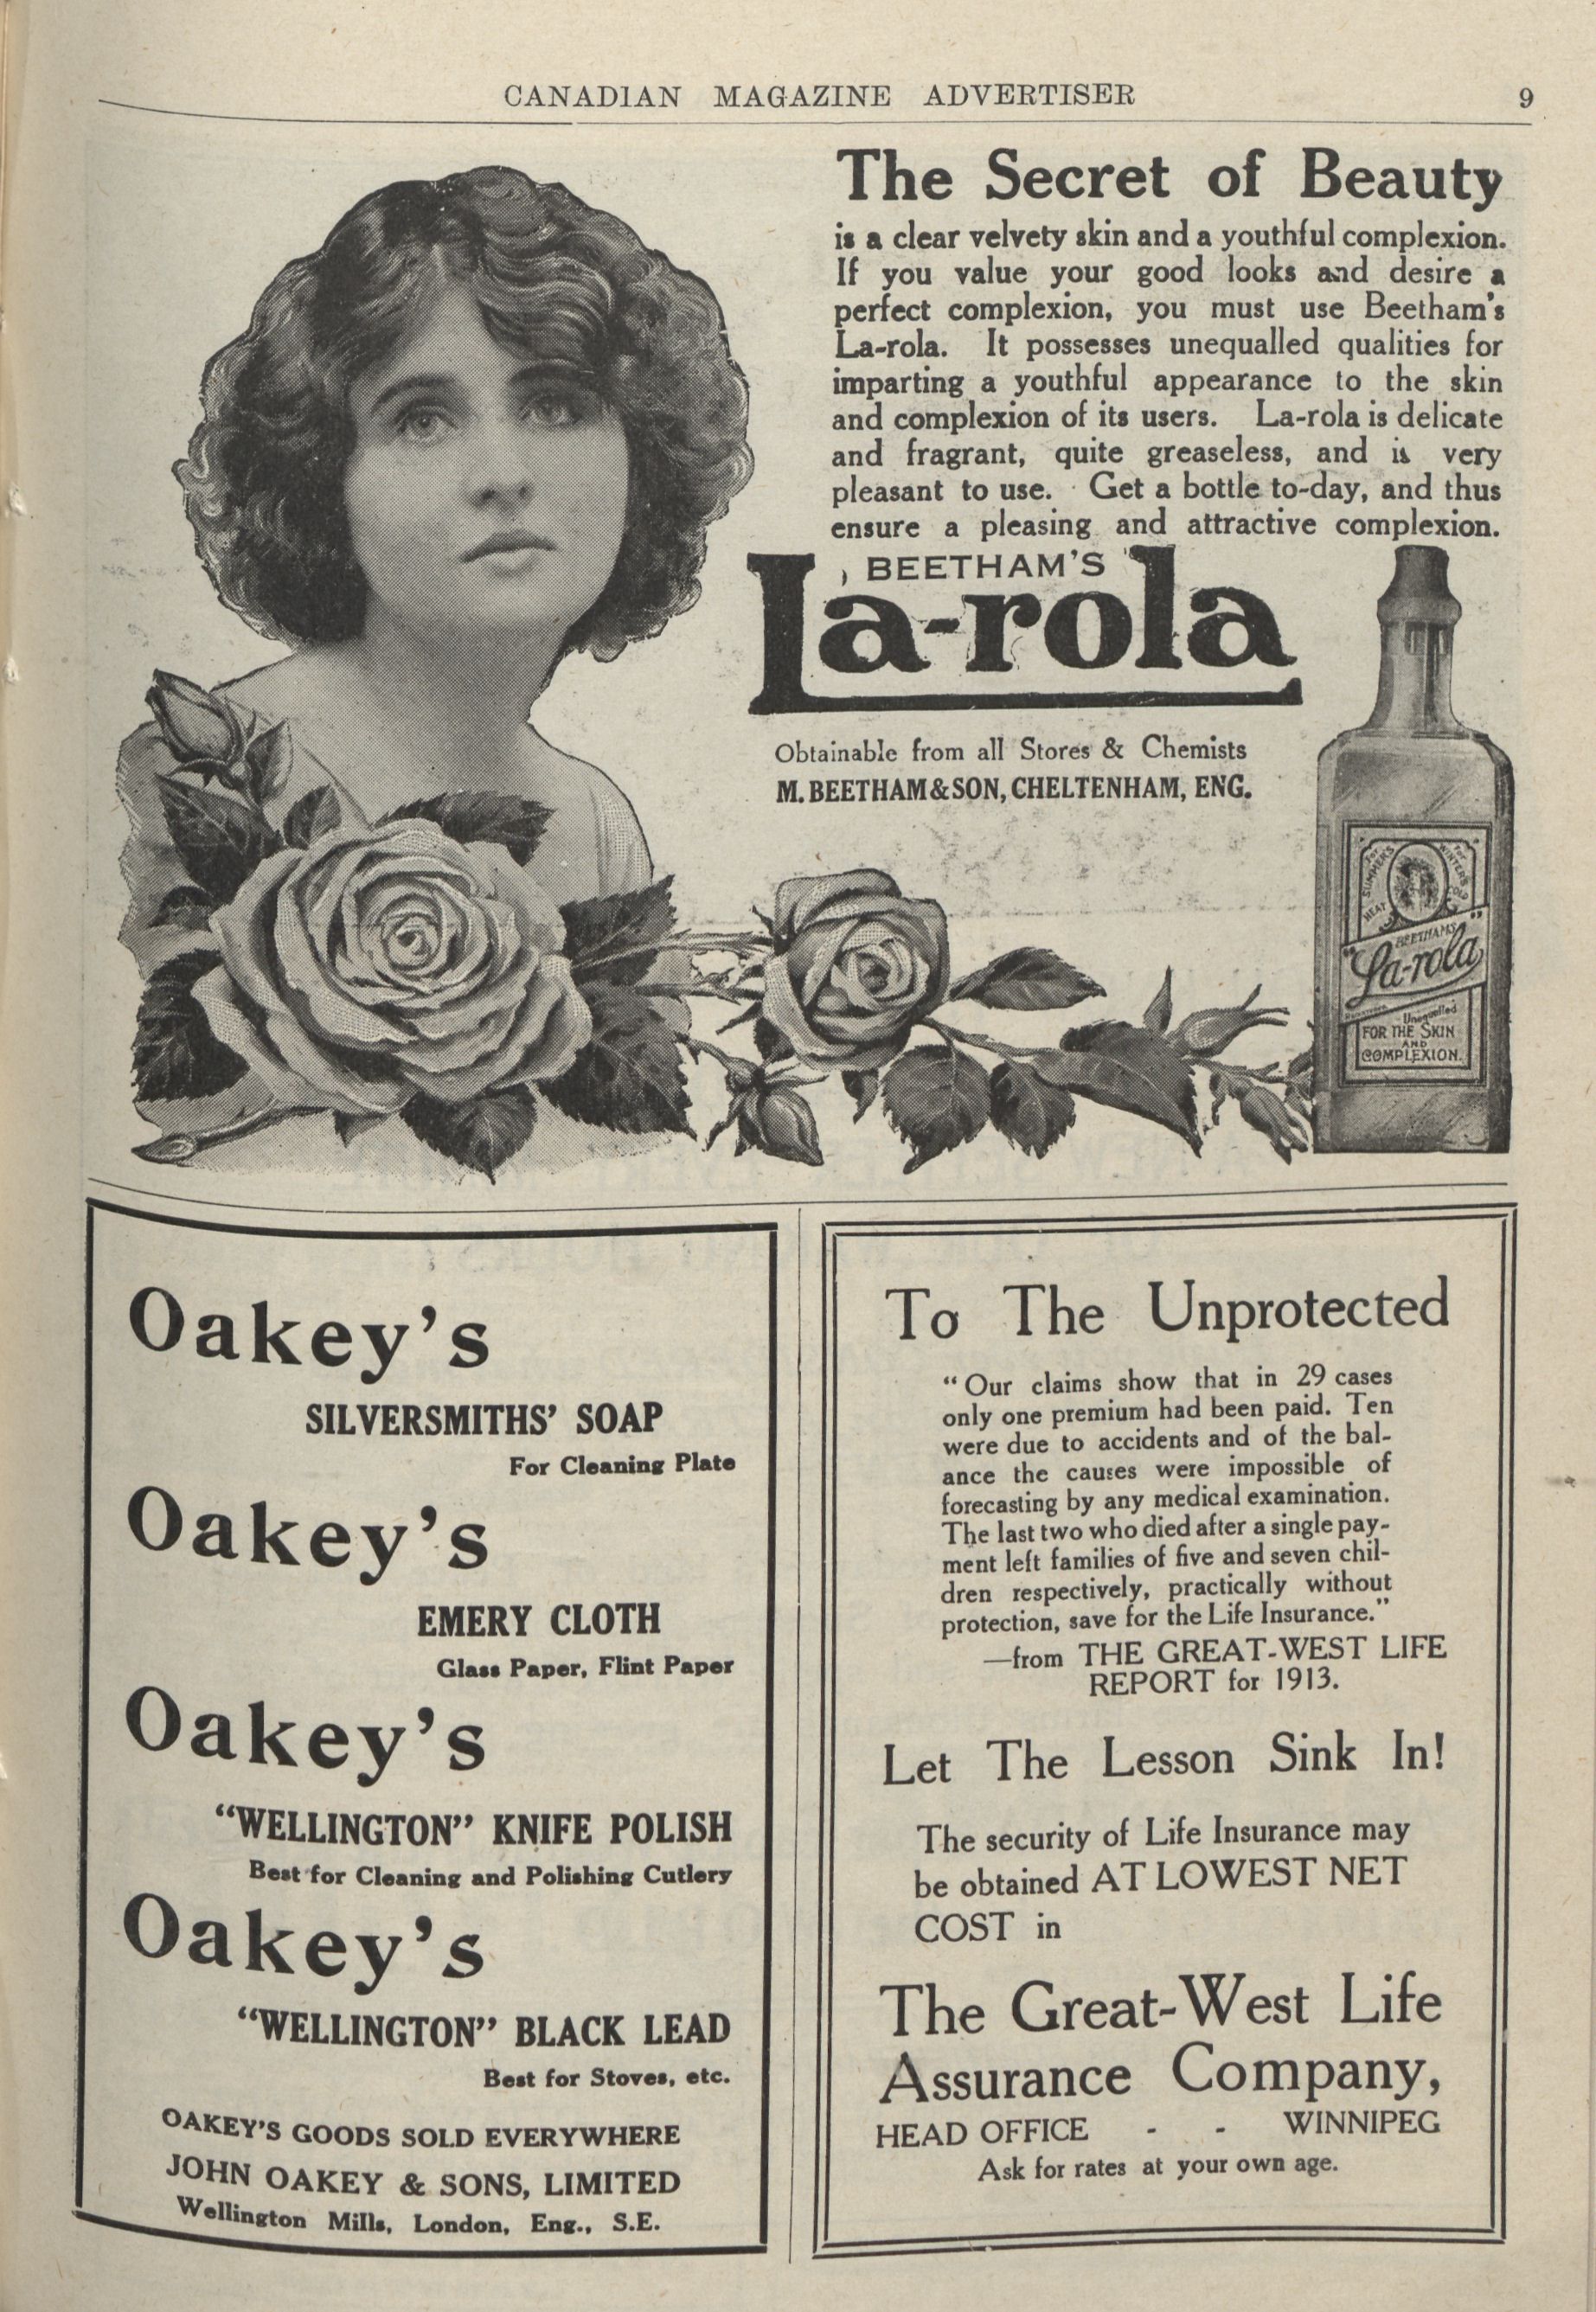 CANADIAN MAGAZINE ADVERTISER 9
The Secret of Beauty
is a clear velvety skin and a youthful complexion.
If you value your good looks and desire a
perfect complexion, you must use Beetham's
La-rola. It possesses unequalled qualities for
imparting a youthful appearance to the skin
and complexion of its users. La-rola is delicate
and fragrant, quite greaseless, and is very
pleasant to use. Get a bottle to-day, and thus
ensure a pleasing and attractive complexion.
BEETHAM'S
La-rola
Obtainable from all Stores & Chemists
M. BEETHAM & SON, CHELTENHAM, ENG.
For SUMMER'S HEAT
For WINTER'S COLD
BEETHAM'S
"La-rola"
Unequalled
FOR THE SKIN
AND
COMPLEXION.
Oakey's
SILVERSMITHS' SOAP
For Cleaning Plate
Oakey's
EMERY CLOTH
Glass Paper, Flint Paper
Oakey's
"WELLINGTON" KNIFE POLISH
Best for Cleaning and Polishing Cutlery
Oakey's
"WELLINGTON" BLACK LEAD
Best for Stoves, etc.
OAKEY'S GOODS SOLD EVERYWHERE
JOHN OAKEY & SONS, LIMITED
Wellington Mills, London, Eng., S.E.
To The Unprotected
"Our claims show that in 29 cases
only one premium had been paid. Ten
were due to accidents and of the bal-
ance the causes were impossible of
forecasting by any medical examination.
The last two who died after a single pay-
ment left families of five and seven chil-
dren respectively, practically without
protection, save for the Life Insurance."
—from THE GREAT-WEST LIFE
REPORT for 1913.
Let The Lesson Sink In!
The security of Life Insurance may
be obtained AT LOWEST NET
COST in
The Great-West Life
Assurance Company,
HEAD OFFICE - - WINNIPEG
Ask for rates at your own age.